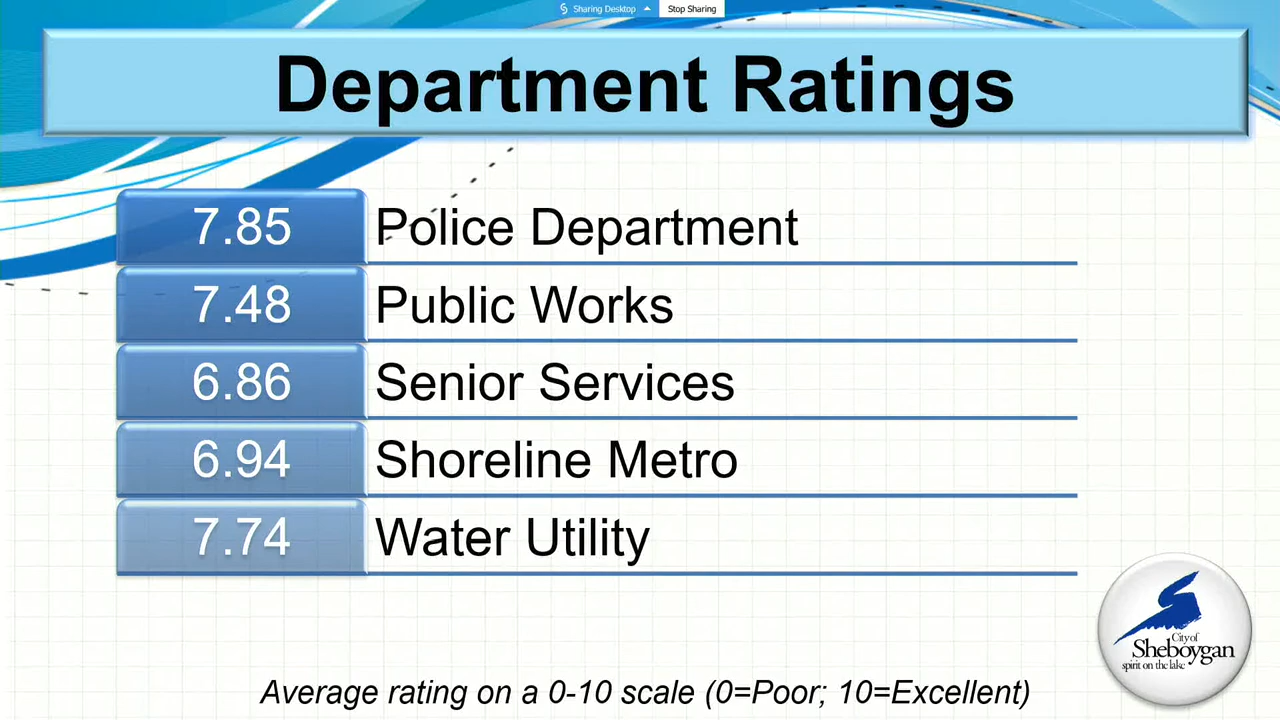 Sharing Desktop
Stop Sharing
Department Ratings
7.85 Police Department
7.48 Public Works
6.86 Senior Services
6.94 Shoreline Metro
7.74 Water Utility
City of
Sheboygan
spirit on the lake
Average rating on a 0-10 scale (0=Poor; 10=Excellent)